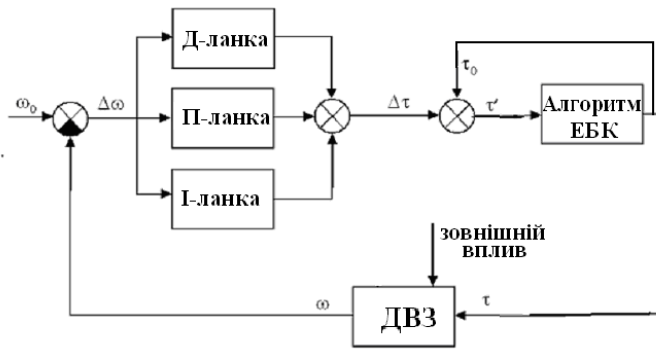 Д-ланка
τ₀
ω₀
Δω
П-ланка
Δτ
τ′
Алгоритм
ЕБК
І-ланка
зовнішній
вплив
ω
ДВЗ
τ